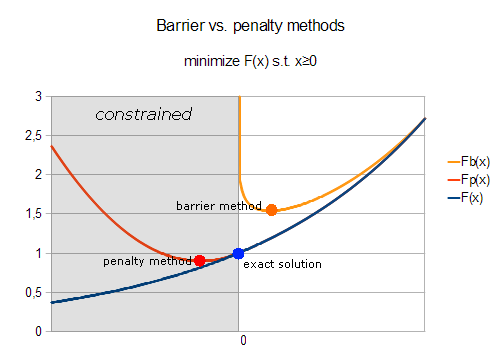 Barrier vs. penalty methods
minimize F(x) s.t. x≥0
3
constrained
2,5
Fb(x)
2
Fp(x)
F(x)
1,5
barrier method
1
penalty method
exact solution
0,5
0
0